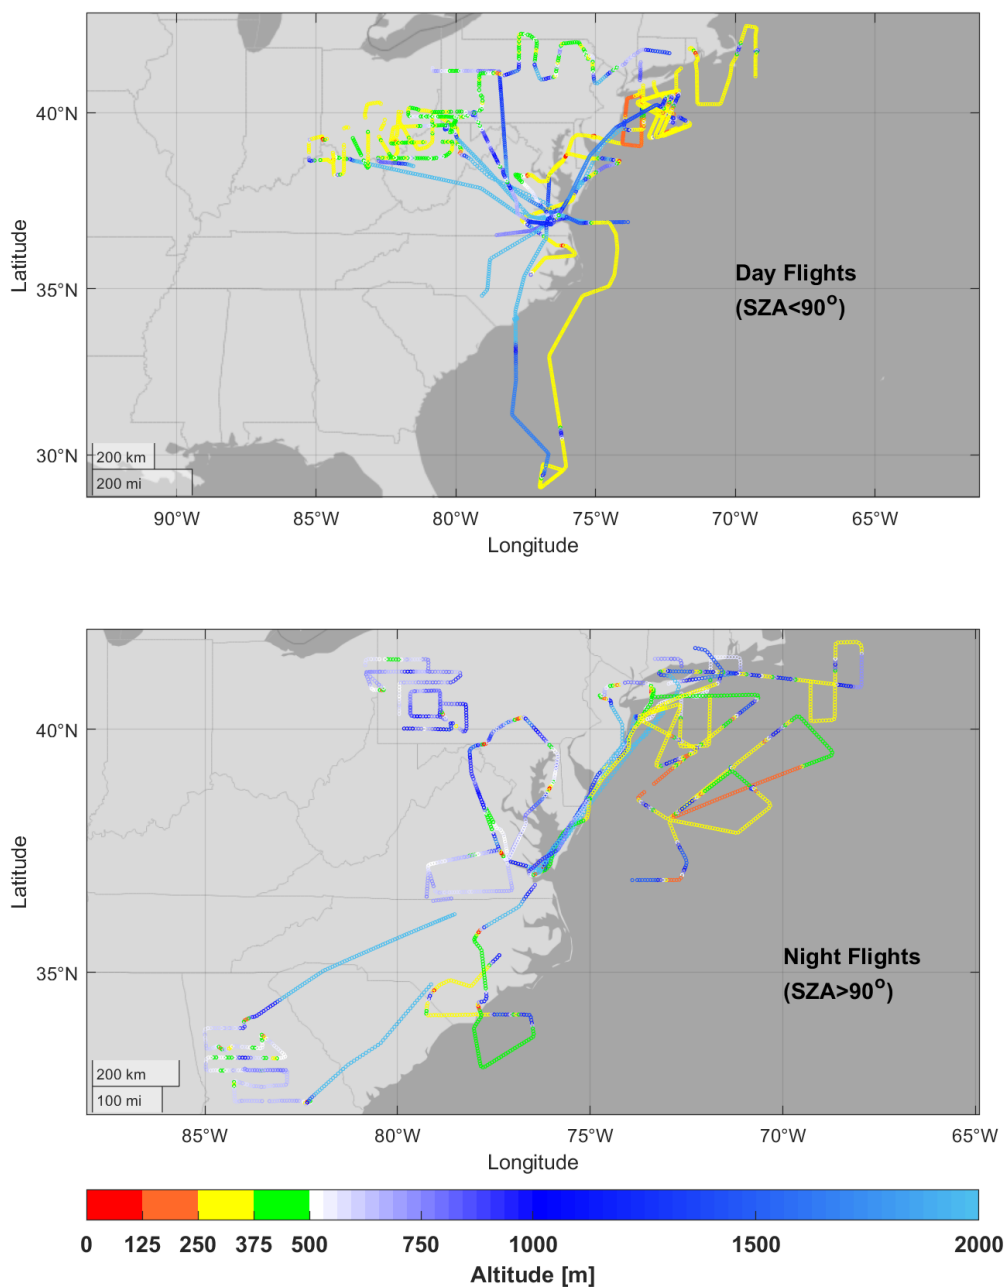 40°N
35°N
30°N
Latitude
Day Flights
(SZA<90°)
200 km
200 mi
90°W 85°W 80°W 75°W 70°W 65°W
Longitude
40°N
35°N
Latitude
Night Flights
(SZA>90°)
200 km
100 mi
85°W 80°W 75°W 70°W 65°W
Longitude
0 125 250 375 500 750 1000 1500 2000
Altitude [m]